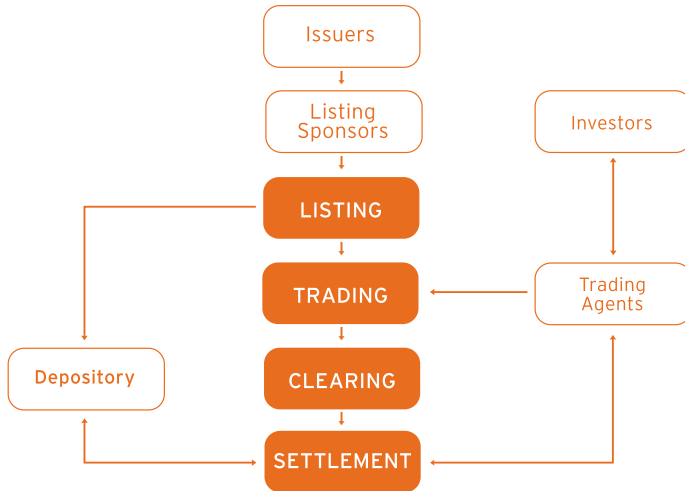 Issuers
Listing
Sponsors
Investors
LISTING
TRADING
Trading
Agents
Depository
CLEARING
SETTLEMENT